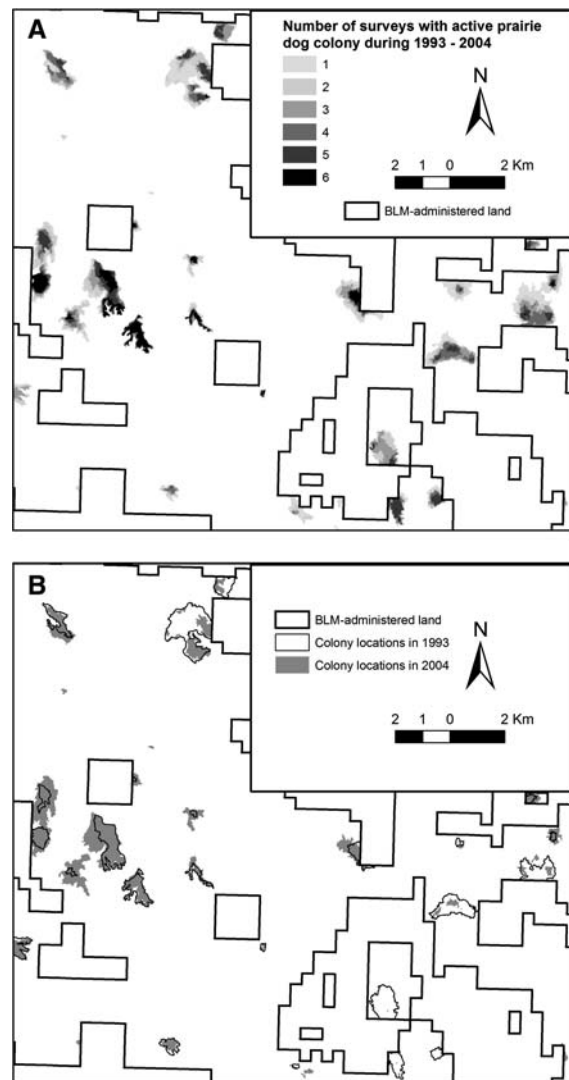 A
Number of surveys with active prairie
dog colony during 1993 - 2004
1
2
3
4
5
6
N
2 1 0 2 Km
BLM-administered land
B
BLM-administered land
Colony locations in 1993
Colony locations in 2004
N
2 1 0 2 Km